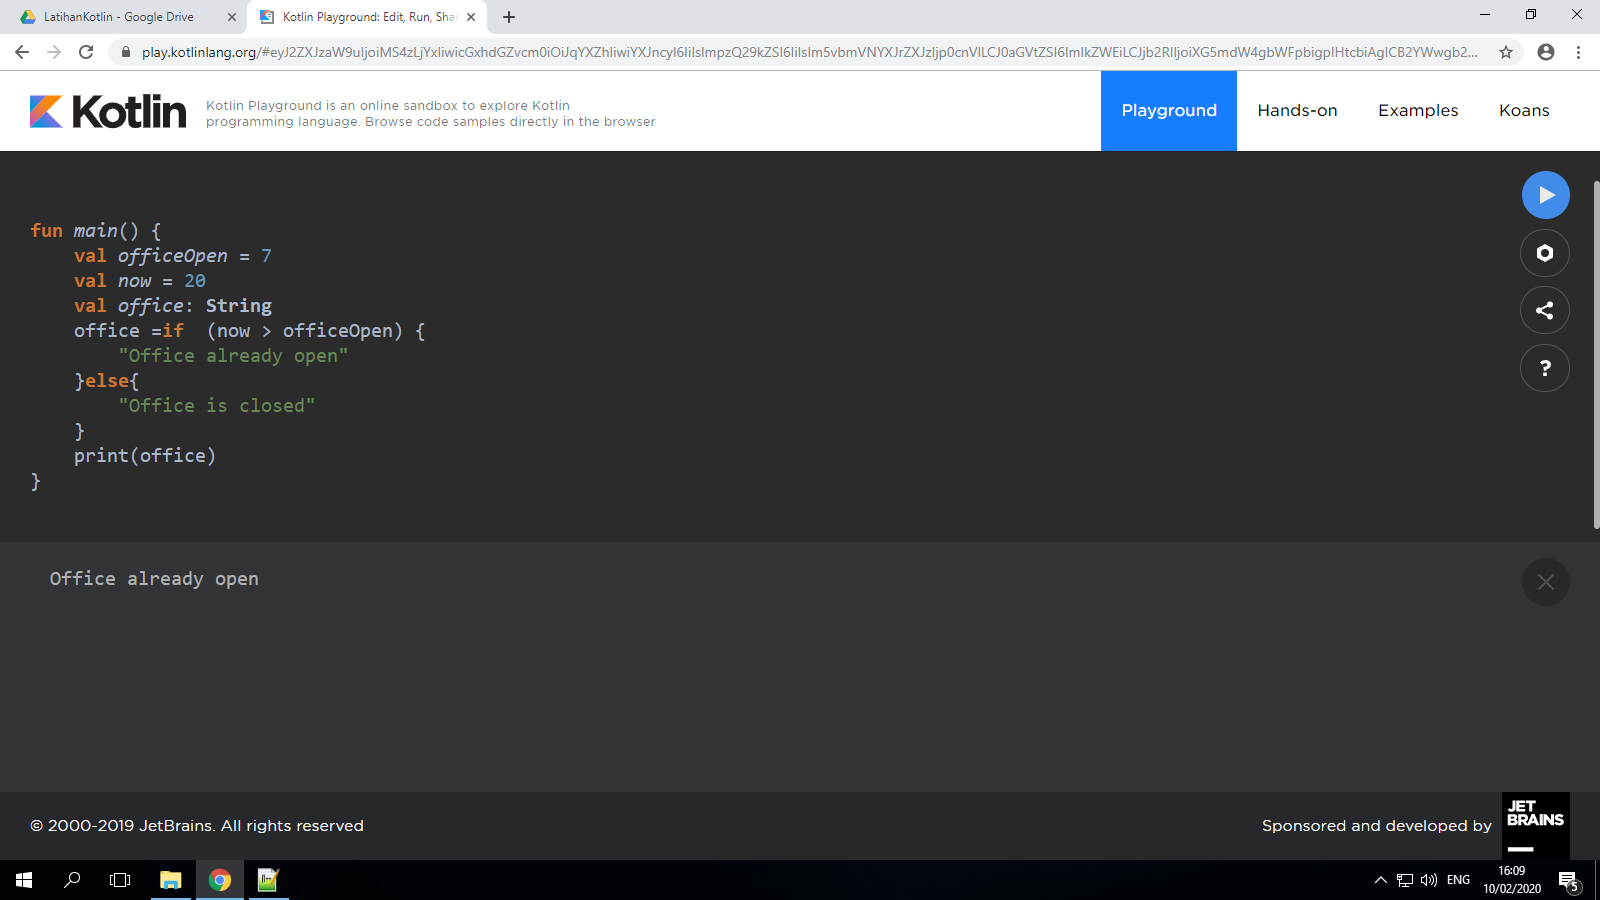 LatihanKotlin - Google Drive
Kotlin Playground: Edit, Run, Sha
Kotlin
Kotlin Playground is an online sandbox to explore Kotlin
programming language. Browse code samples directly in the browser
Playground
Hands-on
Examples
Koans
fun main() {
val officeOpen = 7
val now = 20
val office: String
office =if  (now > officeOpen) {
"Office already open"
}else{
"Office is closed"
}
print(office)
}
?
Office already open
© 2000-2019 JetBrains. All rights reserved
Sponsored and developed by
JET
BRAINS
ENG
16:09
10/02/2020
5